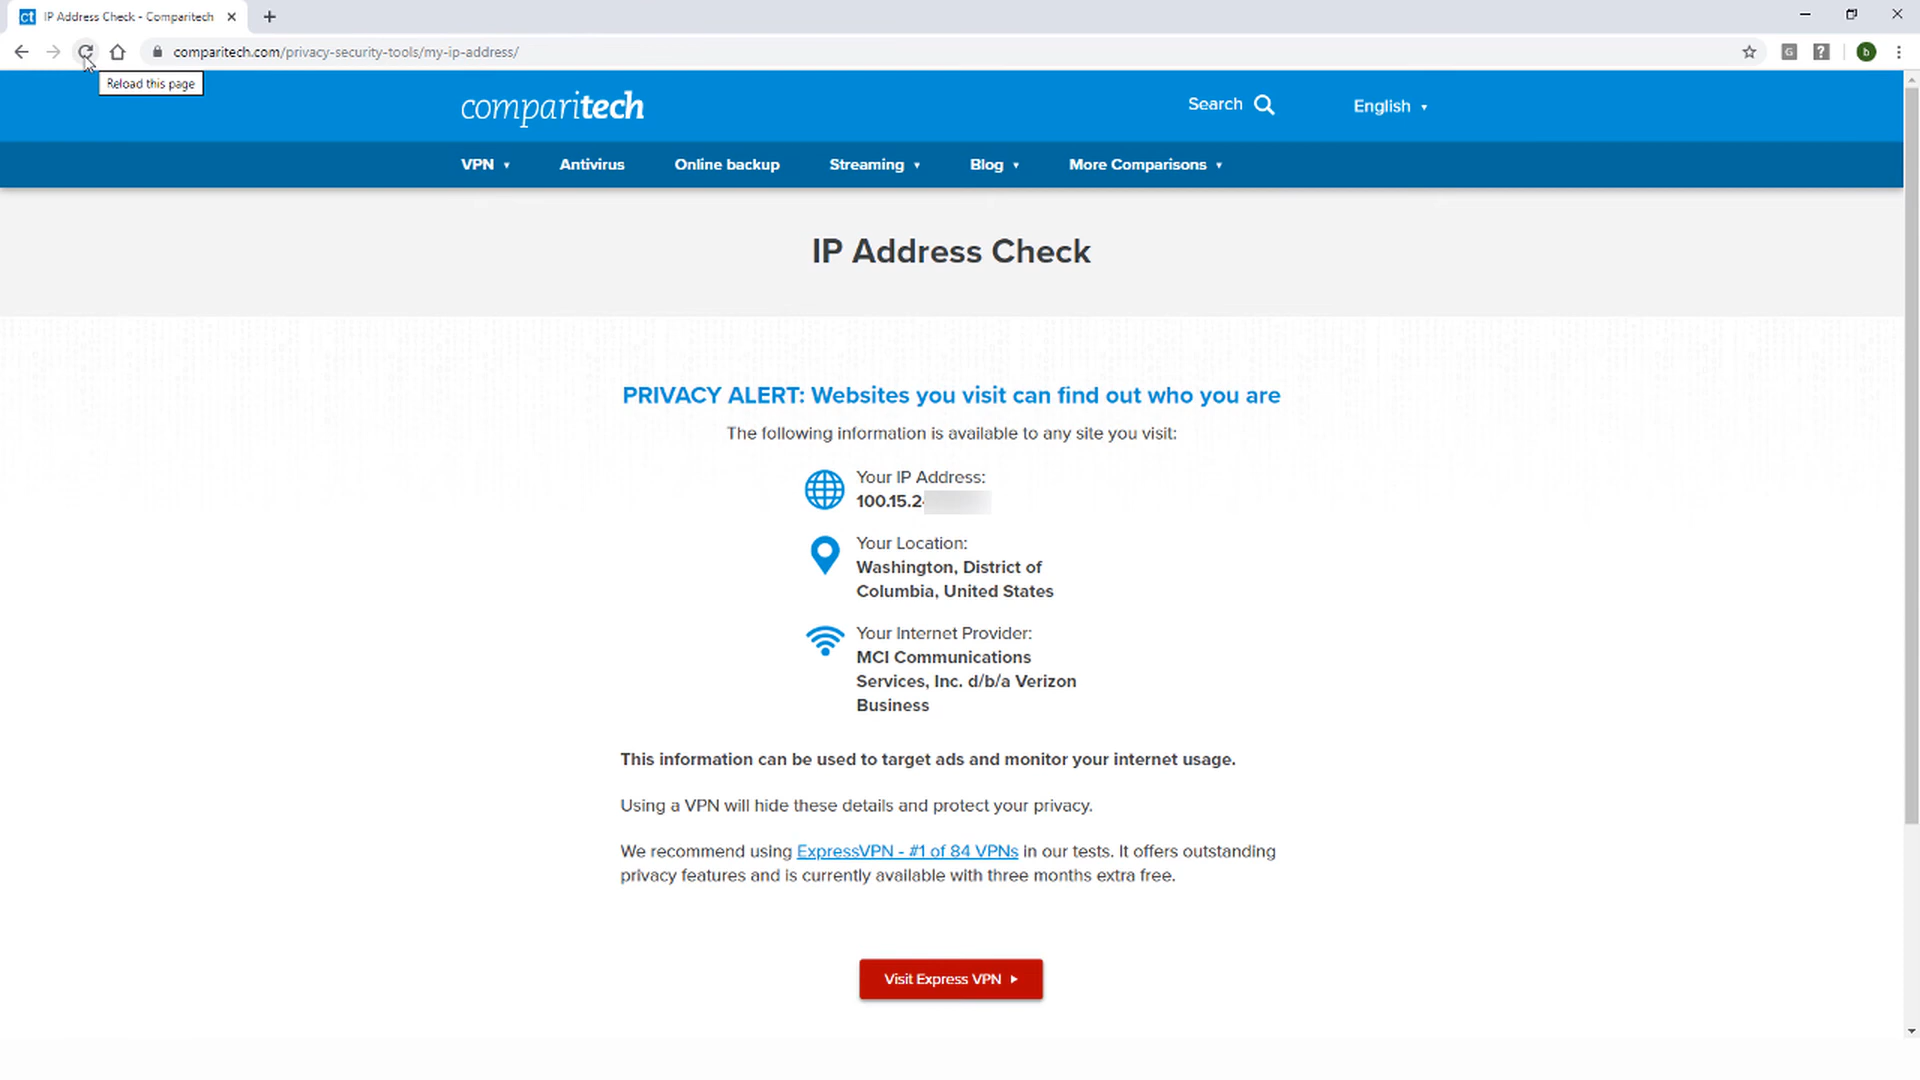 IP Address Check - Comparitech
comparitech.com/privacy-security-tools/my-ip-address/
G
?
b
Reload this page
comparitech
Search
English
VPN
Antivirus
Online backup
Streaming
Blog
More Comparisons
IP Address Check
PRIVACY ALERT: Websites you visit can find out who you are
The following information is available to any site you visit:
Your IP Address:
100.15.2
Your Location:
Washington, District of
Columbia, United States
Your Internet Provider:
MCI Communications
Services, Inc. d/b/a Verizon
Business
This information can be used to target ads and monitor your internet usage.
Using a VPN will hide these details and protect your privacy.
We recommend using ExpressVPN - #1 of 84 VPNs in our tests. It offers outstanding
privacy features and is currently available with three months extra free.
Visit Express VPN